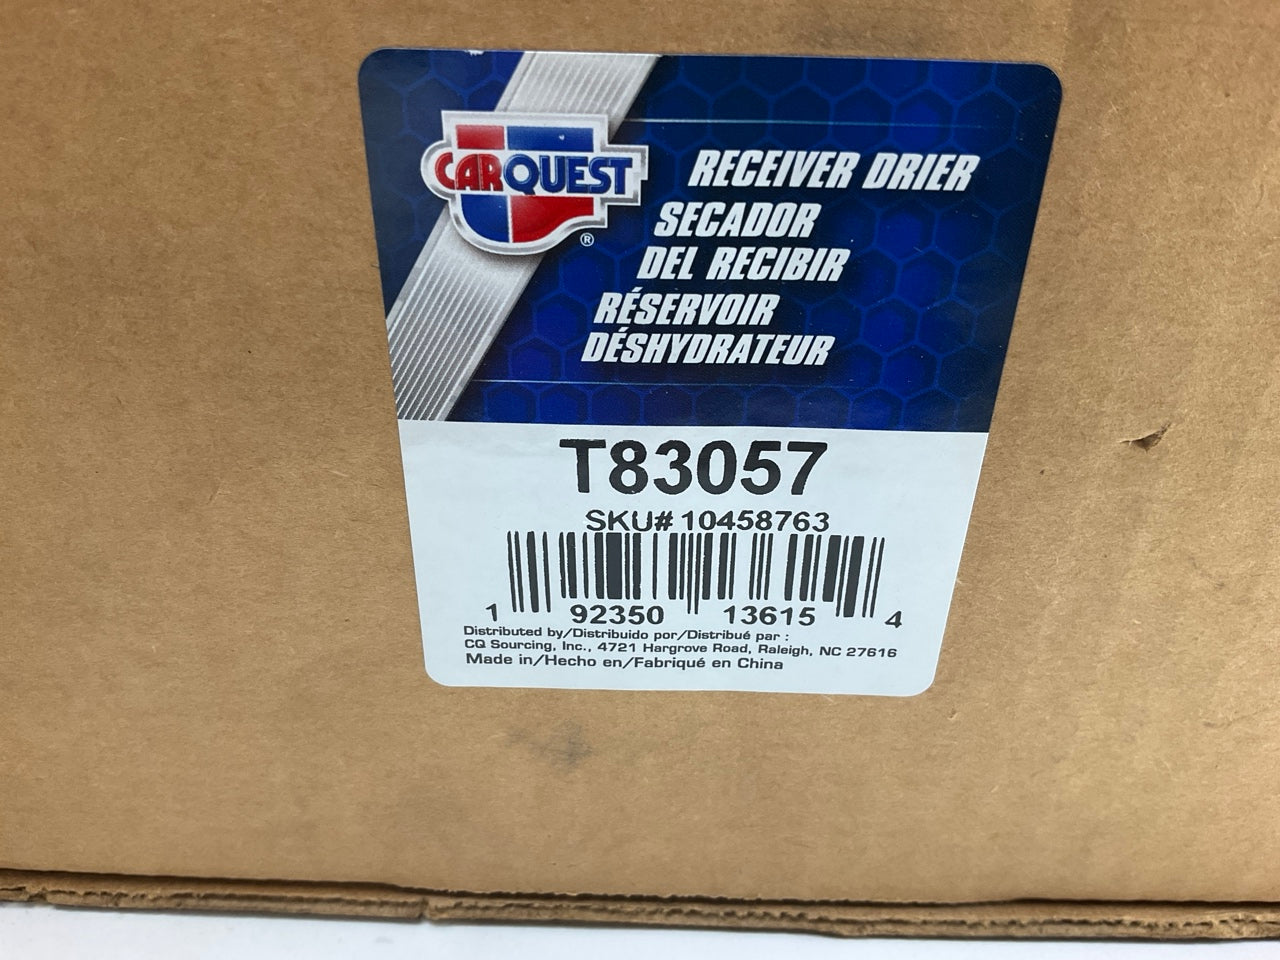 CARQUEST
®
RECEIVER DRIER
SECADOR
DEL RECIBIR
RÉSERVOIR
DÉSHYDRATEUR
T83057
SKU# 10458763
1 92350 13615 4
Distributed by/Distribuido por/Distribué par :
CQ Sourcing, Inc., 4721 Hargrove Road, Raleigh, NC 27616
Made in/Hecho en/Fabriqué en China